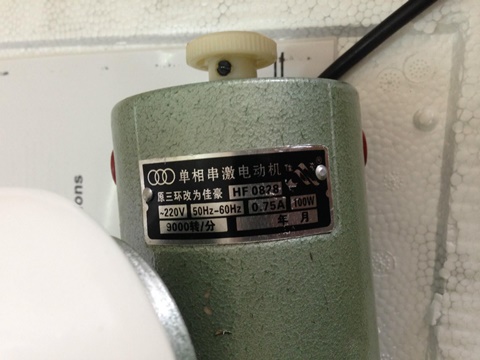 单相串激电动机
原三环改为佳豪 HF 0828
~220V 50Hz-60Hz 0.75A 100W
9000转/分 年 月